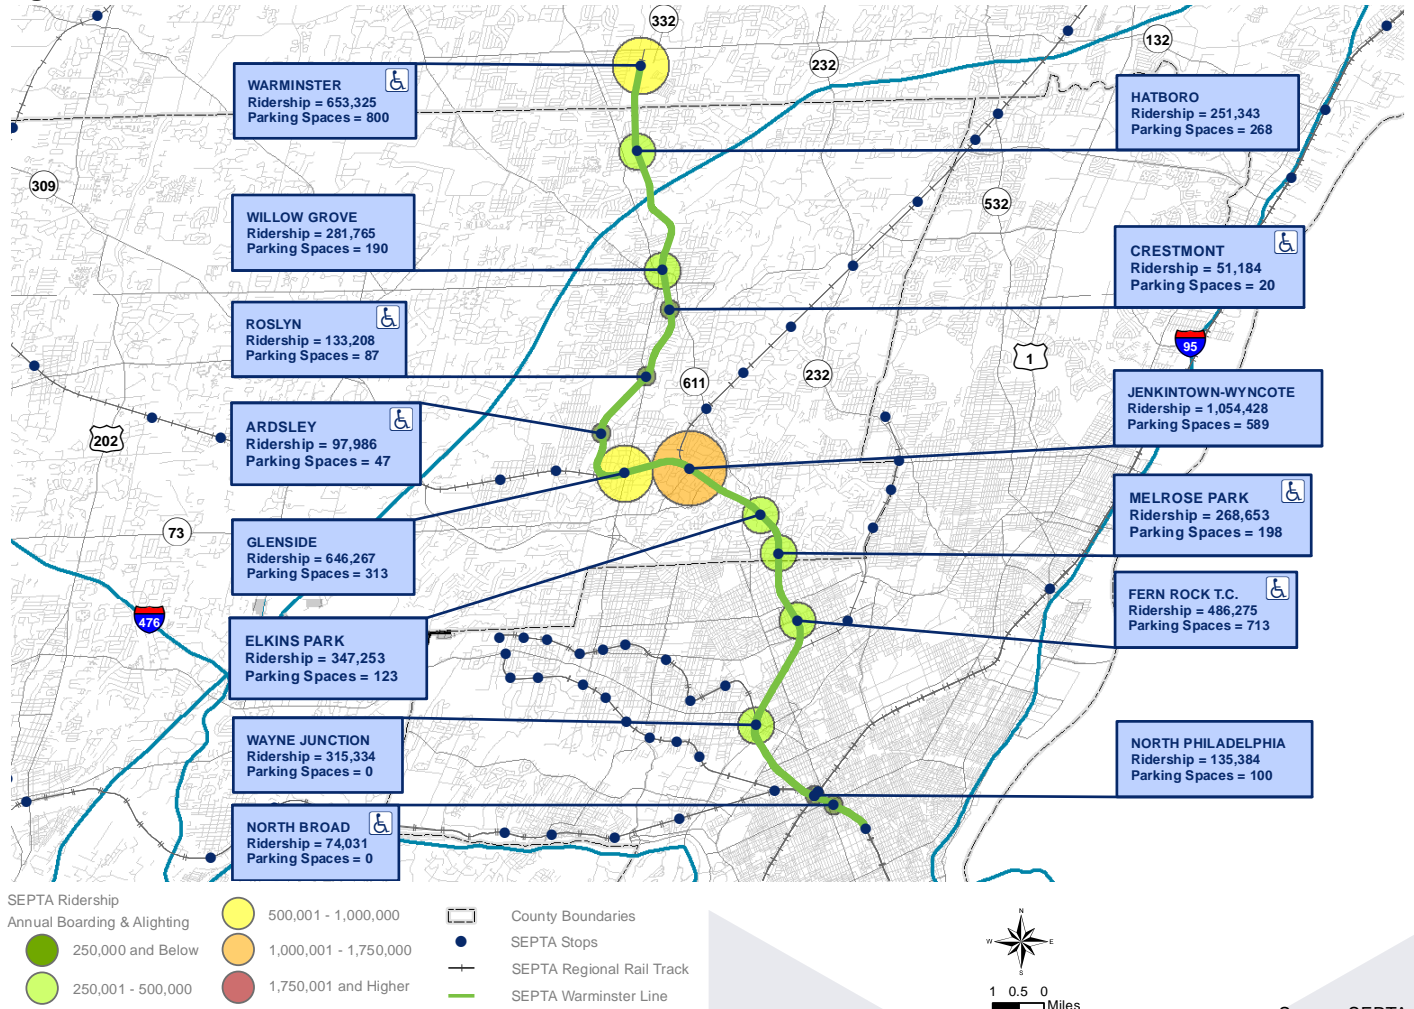 332
132
232
WARMINSTER
Ridership = 653,325
Parking Spaces = 800
HATBORO
Ridership = 251,343
Parking Spaces = 268
309
532
WILLOW GROVE
Ridership = 281,765
Parking Spaces = 190
CRESTMONT
Ridership = 51,184
Parking Spaces = 20
ROSLYN
Ridership = 133,208
Parking Spaces = 87
95
1
611
232
JENKINTOWN-WYNCOTE
Ridership = 1,054,428
Parking Spaces = 589
202
ARDSLEY
Ridership = 97,986
Parking Spaces = 47
MELROSE PARK
Ridership = 268,653
Parking Spaces = 198
73
GLENSIDE
Ridership = 646,267
Parking Spaces = 313
FERN ROCK T.C.
Ridership = 486,275
Parking Spaces = 713
476
ELKINS PARK
Ridership = 347,253
Parking Spaces = 123
WAYNE JUNCTION
Ridership = 315,334
Parking Spaces = 0
NORTH PHILADELPHIA
Ridership = 135,384
Parking Spaces = 100
NORTH BROAD
Ridership = 74,031
Parking Spaces = 0
SEPTA Ridership
Annual Boarding & Alighting
250,000 and Below
250,001 - 500,000
500,001 - 1,000,000
1,000,001 - 1,750,000
1,750,001 and Higher
County Boundaries
SEPTA Stops
SEPTA Regional Rail Track
SEPTA Warminster Line
N
W E
S
1 0.5 0
Miles